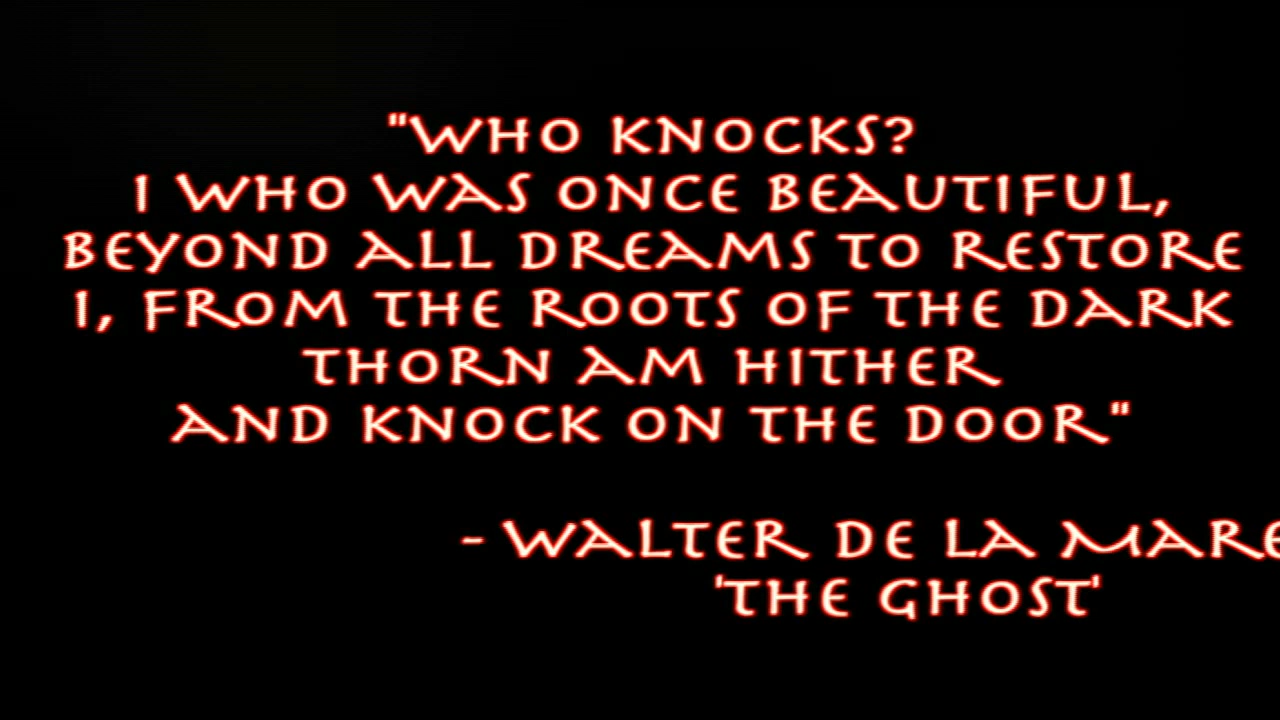 "WHO KNOCKS?
I WHO WAS ONCE BEAUTIFUL,
BEYOND ALL DREAMS TO RESTORE
I, FROM THE ROOTS OF THE DARK
THORN AM HITHER
AND KNOCK ON THE DOOR"
- WALTER DE LA MARE
'THE GHOST'